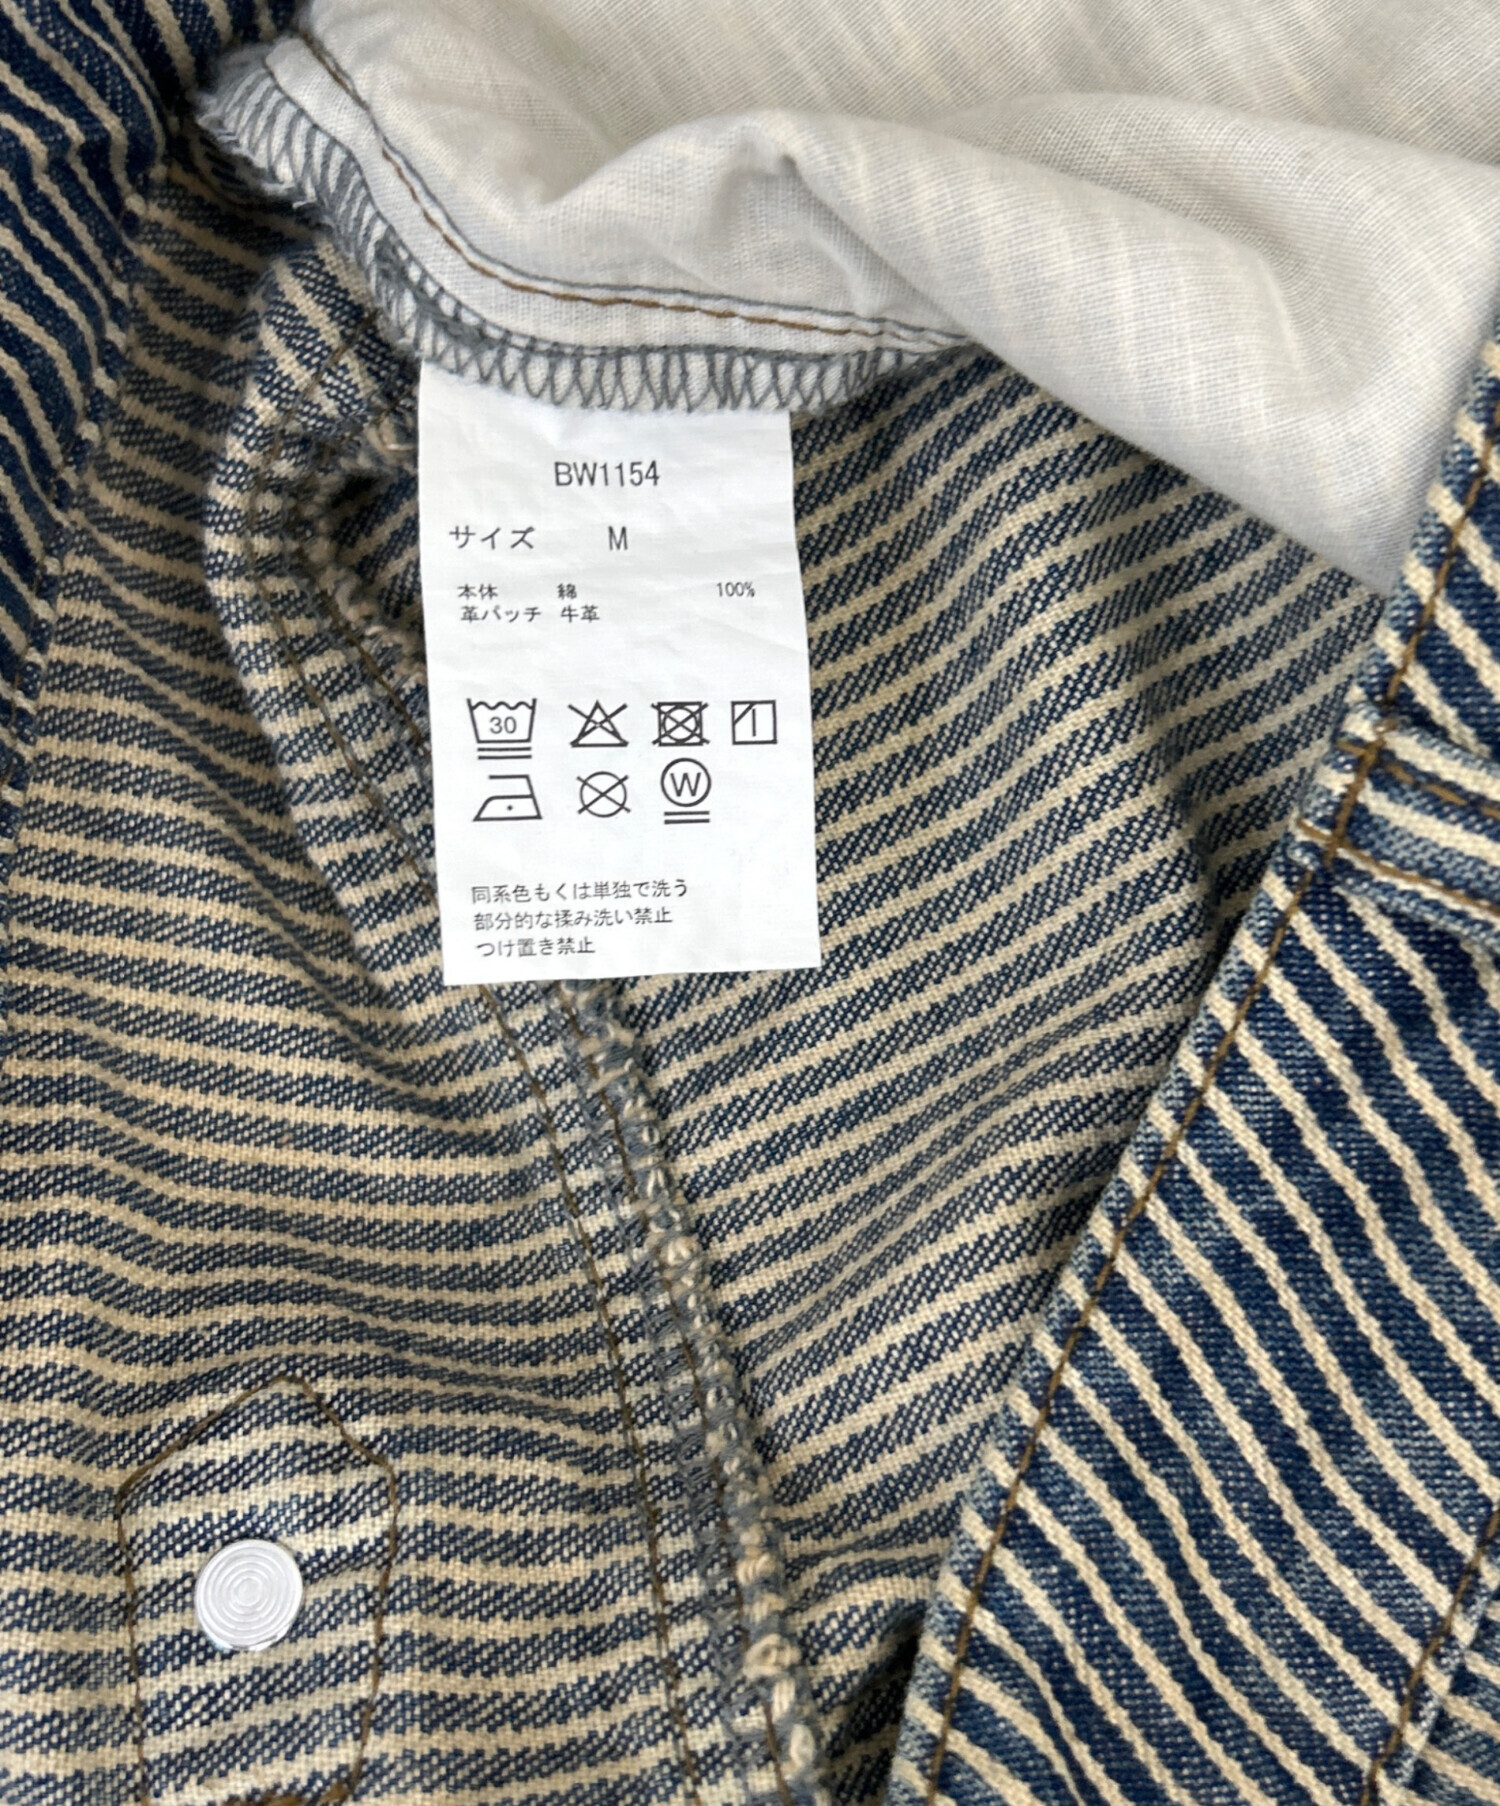 BW1154
サイズ M
本体 綿 100%
革パッチ 牛革
30
W
同系色もくは単独で洗う
部分的な揉み洗い禁止
つけ置き禁止